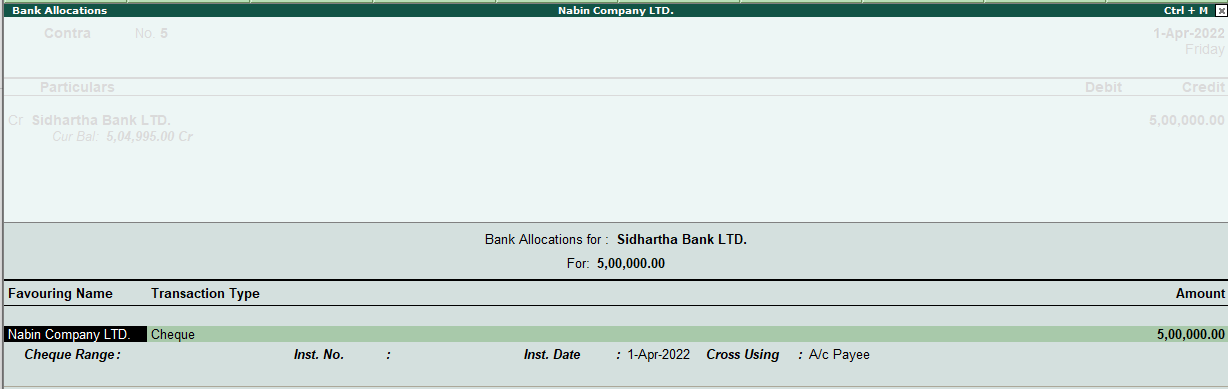 Bank Allocations Nabin Company LTD. Ctrl + M
Contra No. 5 1-Apr-2022
Friday
Particulars Debit Credit
Cr Sidhartha Bank LTD. 5,00,000.00
Cur Bal: 5,04,995.00 Cr
Bank Allocations for : Sidhartha Bank LTD.
For: 5,00,000.00
Favouring Name Transaction Type Amount
Nabin Company LTD. Cheque 5,00,000.00
Cheque Range : Inst. No. : Inst. Date : 1-Apr-2022 Cross Using : A/c Payee